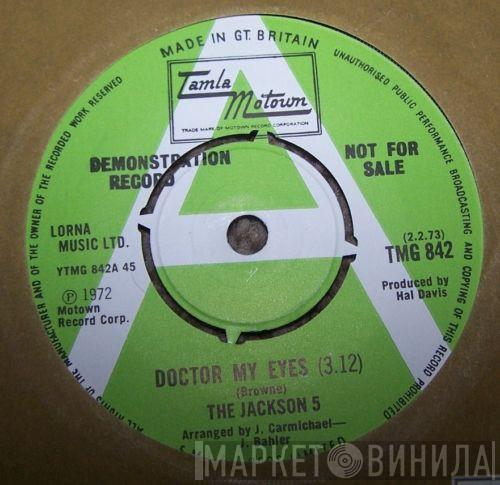 MADE IN GT. BRITAIN
UNAUTHORISED PUBLIC PERFORMANCE BROADCASTING AND COPYING OF THIS RECORD PROHIBITED
ALL RIGHTS OF THE MANUFACTURER AND OF THE OWNER OF THE RECORDED WORK RESERVED
Tamla
Motown
TRADE MARK OF MOTOWN RECORD CORPORATION
DEMONSTRATION
RECORD
NOT FOR
SALE
LORNA
MUSIC LTD.
YTMG 842A 45
℗ 1972
Motown
Record Corp.
(2.2.73)
TMG 842
Produced by
Hal Davis
DOCTOR MY EYES (3.12)
(Browne)
THE JACKSON 5
Arranged by J. Carmichael—
J. Bahler
МАРКЕТ ВИНИЛА